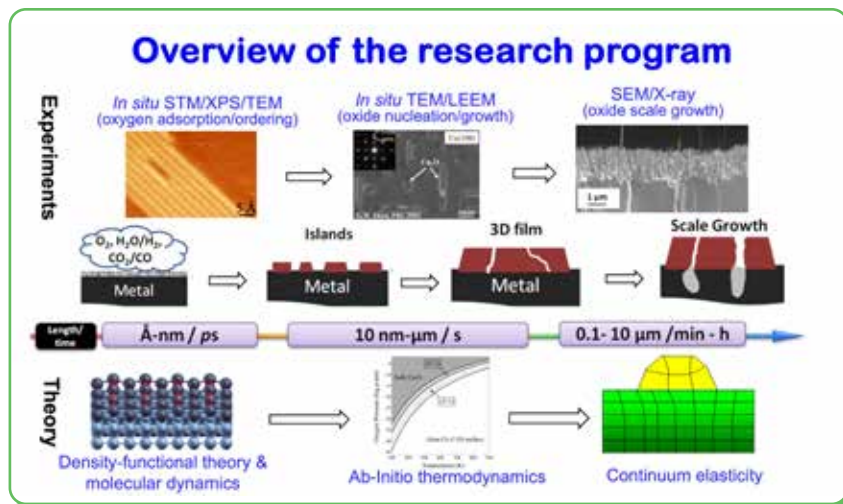 Overview of the research program
Experiments
In situ STM/XPS/TEM
(oxygen adsorption/ordering)
In situ TEM/LEEM
(oxide nucleation/growth)
SEM/X-ray
(oxide scale growth)
5 Å
1 μm
O₂, H₂O/H₂,
CO₂/CO
Metal
Islands
Metal
3D film
Metal
Scale Growth
Length/
time
Å-nm / ps
10 nm-μm / s
0.1- 10 μm /min - h
Theory
Density-functional theory &
molecular dynamics
Ab-Initio thermodynamics
Continuum elasticity